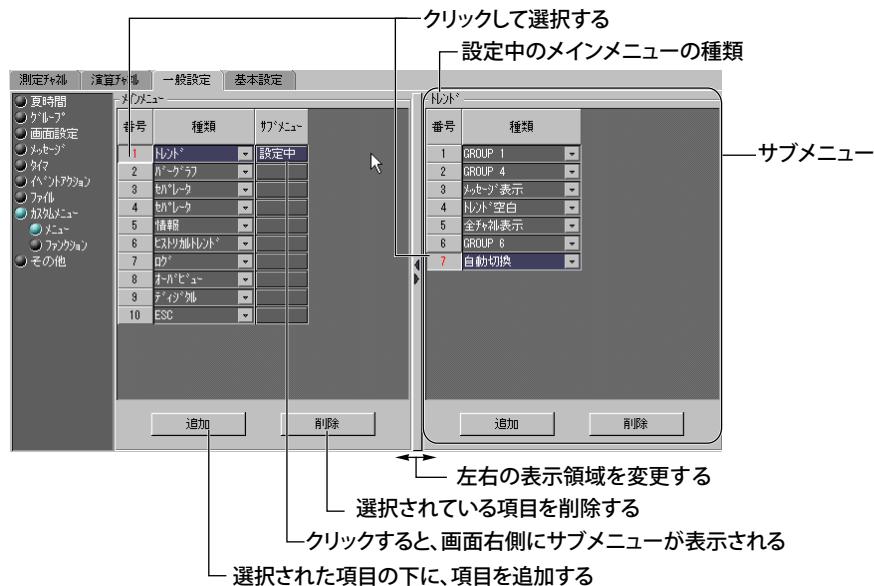 クリックして選択する
設定中のメインメニューの種類
測定チャネル 演算チャネル 一般設定 基本設定
夏時間
グループ
画面設定
メッセージ
タイマ
イベントアクション
ファイル
カスタムメニュー
メニュー
ファンクション
その他
メインメニュー
番号 種類 サブメニュー
1 トレンド 設定中
2 バーグラフ
3 セパレータ
4 セパレータ
5 情報
6 ヒストリカルトレンド
7 ログ
8 オーバビュー
9 ディジタル
10 ESC
追加 削除
トレンド
番号 種類
1 GROUP 1
2 GROUP 4
3 メッセージ表示
4 トレンド空白
5 全チャネル表示
6 GROUP 6
7 自動切換
追加 削除
サブメニュー
左右の表示領域を変更する
選択されている項目を削除する
クリックすると、画面右側にサブメニューが表示される
選択された項目の下に、項目を追加する